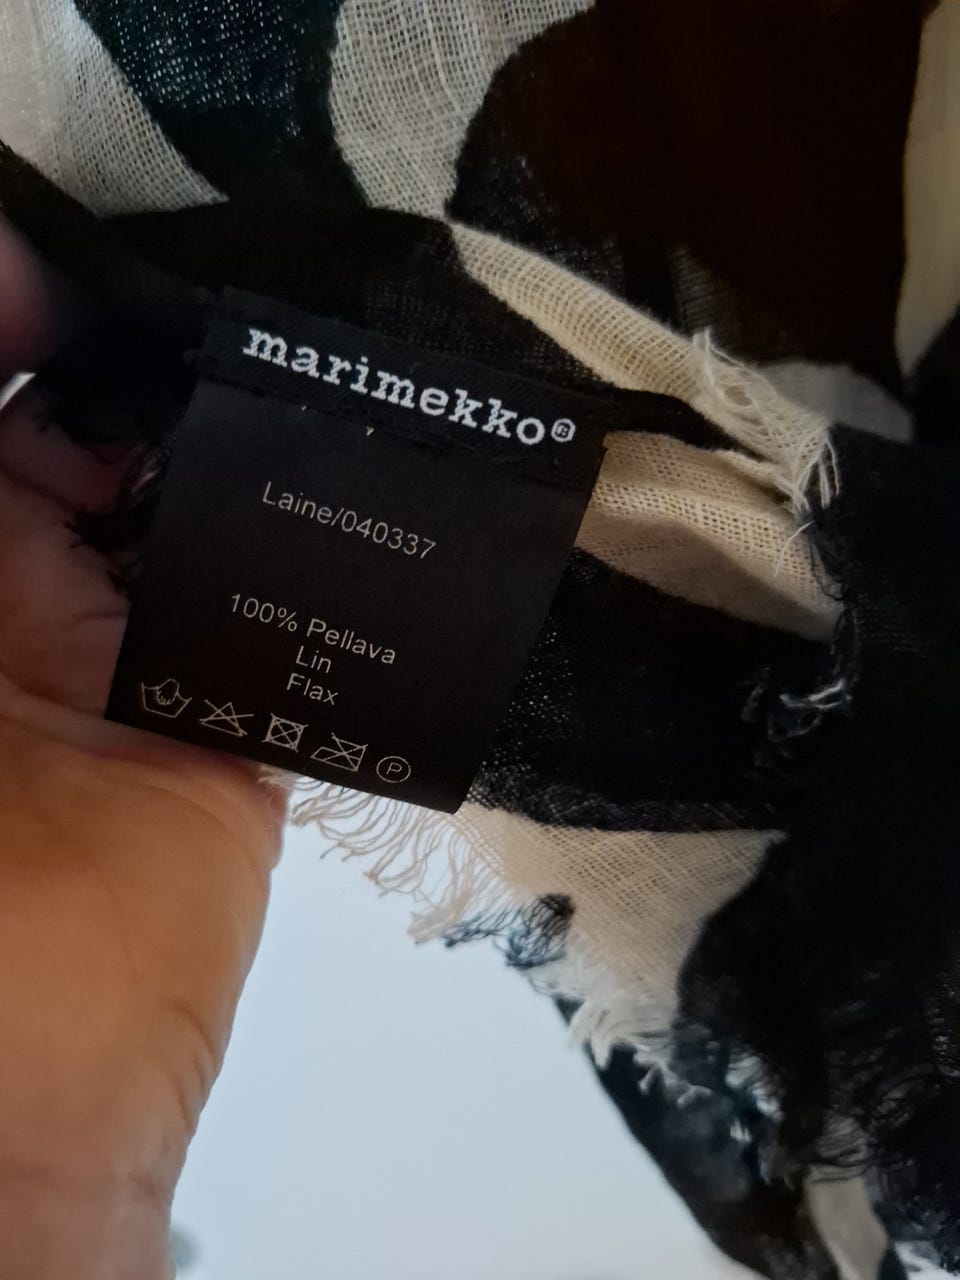 marimekko®
Laine/040337
100% Pellava
Lin
Flax
P